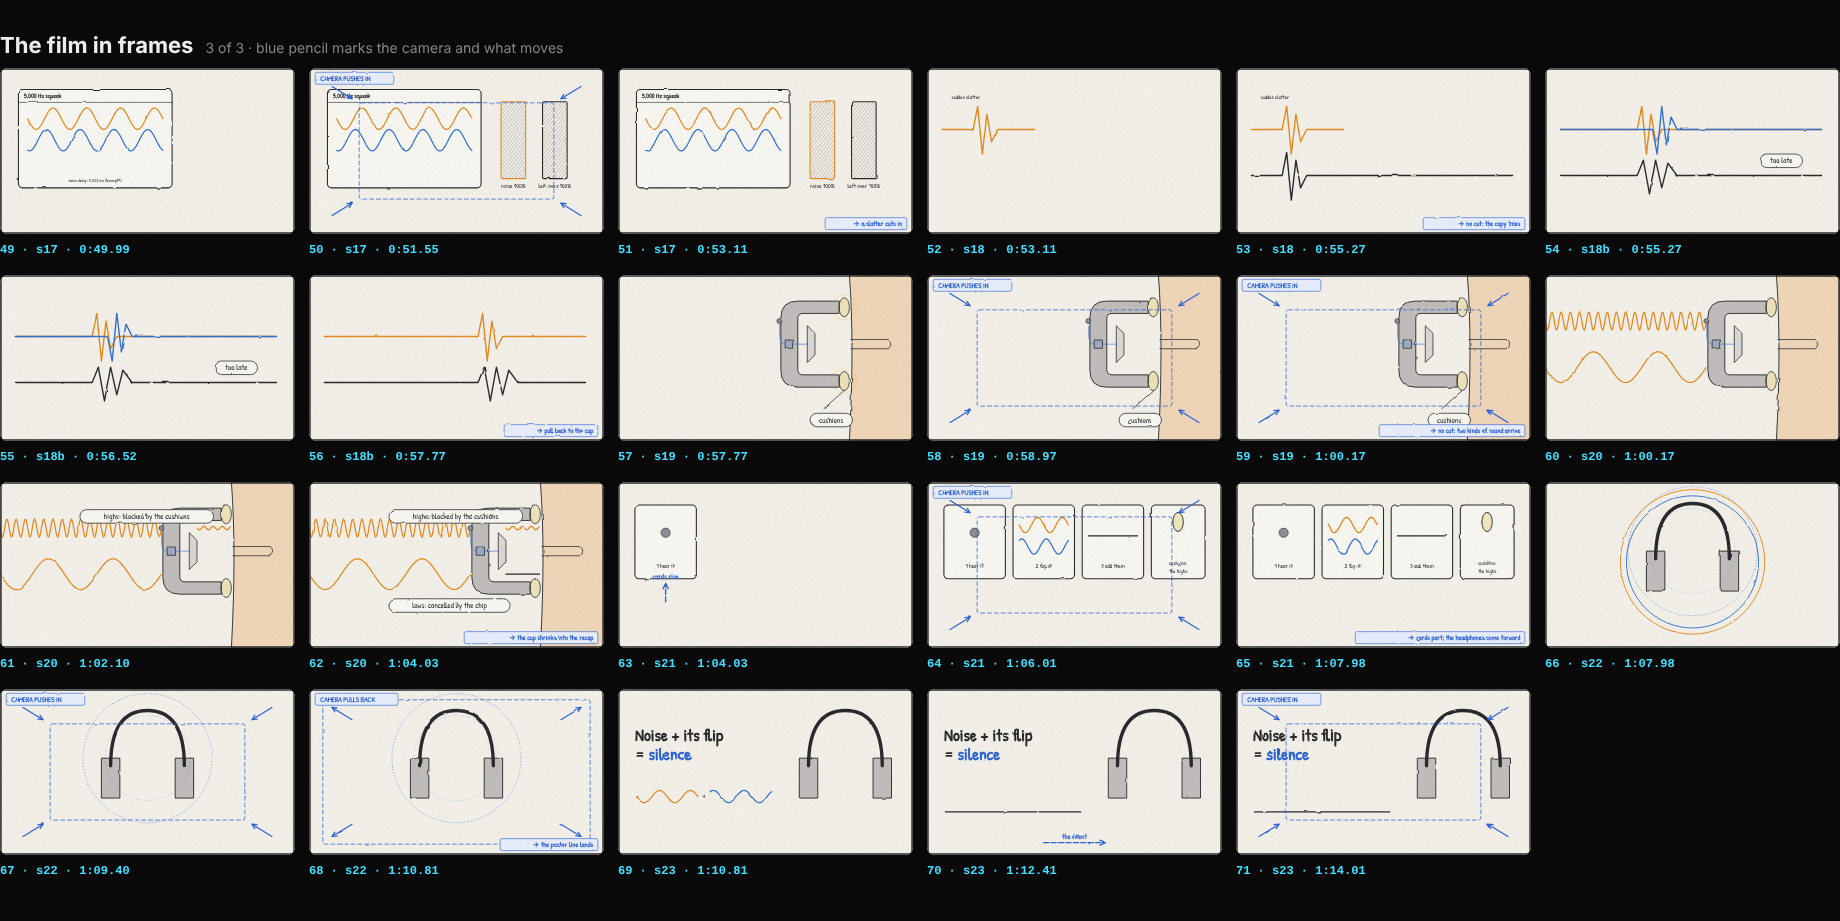 The film in frames 3 of 3 · blue pencil marks the camera and what moves
5,000 Hz squeak
49 · s17 · 0:49.99
CAMERA PUSHES IN
5,000 Hz squeak
noise 100%
left over 100%
50 · s17 · 0:51.55
5,000 Hz squeak
noise 100%
left over 100%
→ a clatter cuts in
51 · s17 · 0:53.11
sudden clatter
52 · s18 · 0:53.11
sudden clatter
→ no cut: the copy tries
53 · s18 · 0:55.27
too late
54 · s18b · 0:55.27
too late
55 · s18b · 0:56.52
→ pull back to the cup
56 · s18b · 0:57.77
cushions
57 · s19 · 0:57.77
CAMERA PUSHES IN
cushions
58 · s19 · 0:58.97
CAMERA PUSHES IN
cushions
→ no cut: two kinds of sound arrive
59 · s19 · 1:00.17
60 · s20 · 1:00.17
highs: blocked by the cushions
61 · s20 · 1:02.10
highs: blocked by the cushions
lows: cancelled by the chip
→ the cup shrinks into the recap
62 · s20 · 1:04.03
1 hear it
cards rise
63 · s21 · 1:04.03
CAMERA PUSHES IN
1 hear it
2 flip it
3 add them
cushions:
the highs
64 · s21 · 1:06.01
1 hear it
2 flip it
3 add them
cushions:
the highs
→ cards part; the headphones come forward
65 · s21 · 1:07.98
66 · s22 · 1:07.98
CAMERA PUSHES IN
67 · s22 · 1:09.40
CAMERA PULLS BACK
→ the poster line lands
68 · s22 · 1:10.81
Noise + its flip
= silence
+
69 · s23 · 1:10.81
Noise + its flip
= silence
the event
70 · s23 · 1:12.41
CAMERA PUSHES IN
Noise + its flip
= silence
71 · s23 · 1:14.01